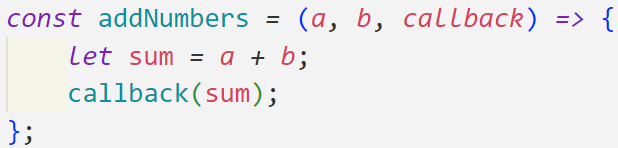 const addNumbers = (a, b, callback) => {
    let sum = a + b;
    callback(sum);
};